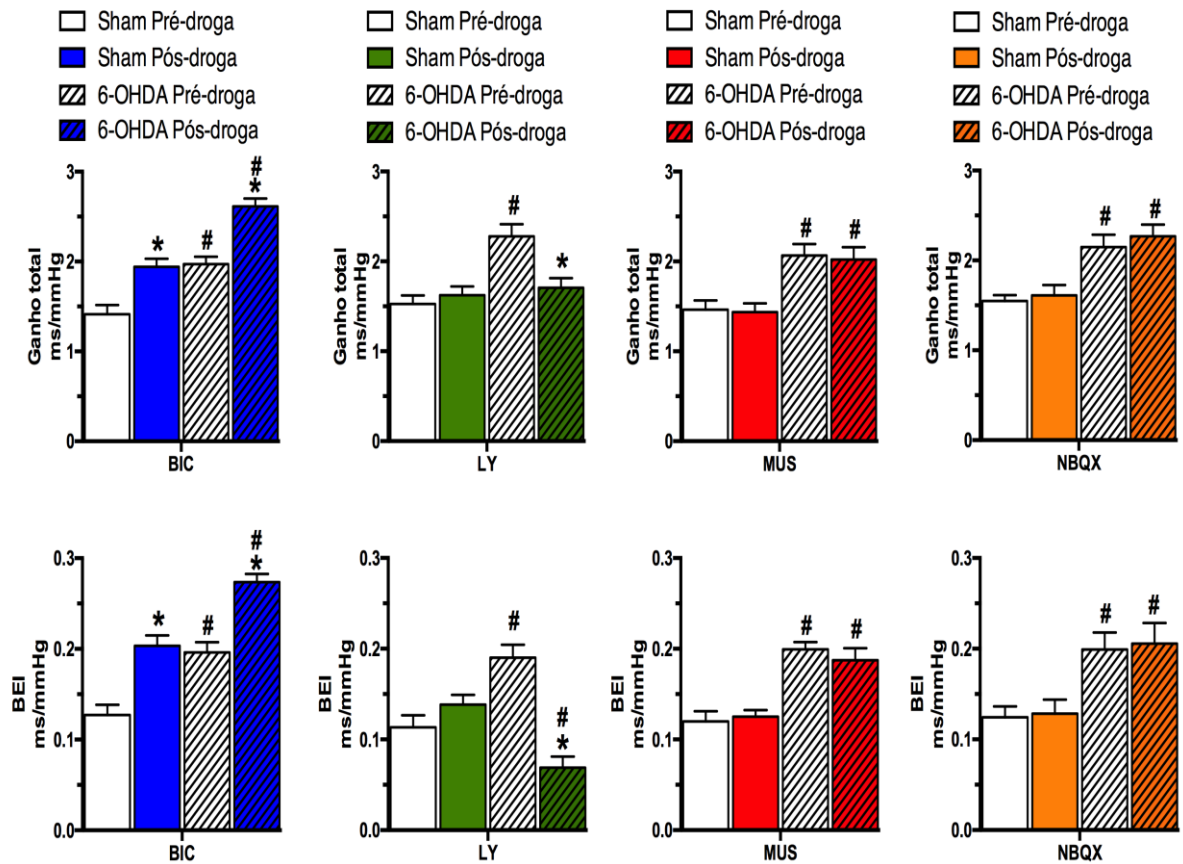 Sham Pré-droga
Sham Pós-droga
6-OHDA Pré-droga
6-OHDA Pós-droga
Sham Pré-droga
Sham Pós-droga
6-OHDA Pré-droga
6-OHDA Pós-droga
Sham Pré-droga
Sham Pós-droga
6-OHDA Pré-droga
6-OHDA Pós-droga
Sham Pré-droga
Sham Pós-droga
6-OHDA Pré-droga
6-OHDA Pós-droga
Ganho total
ms/mmHg
3
2
1
0
*
#
#
*
BIC
Ganho total
ms/mmHg
3
2
1
0
#
*
LY
Ganho total
ms/mmHg
3
2
1
0
#
#
MUS
Ganho total
ms/mmHg
3
2
1
0
#
#
NBQX
BEI
ms/mmHg
0.3
0.2
0.1
0.0
*
#
#
*
BIC
BEI
ms/mmHg
0.3
0.2
0.1
0.0
#
#
*
LY
BEI
ms/mmHg
0.3
0.2
0.1
0.0
#
#
MUS
BEI
ms/mmHg
0.3
0.2
0.1
0.0
#
#
NBQX